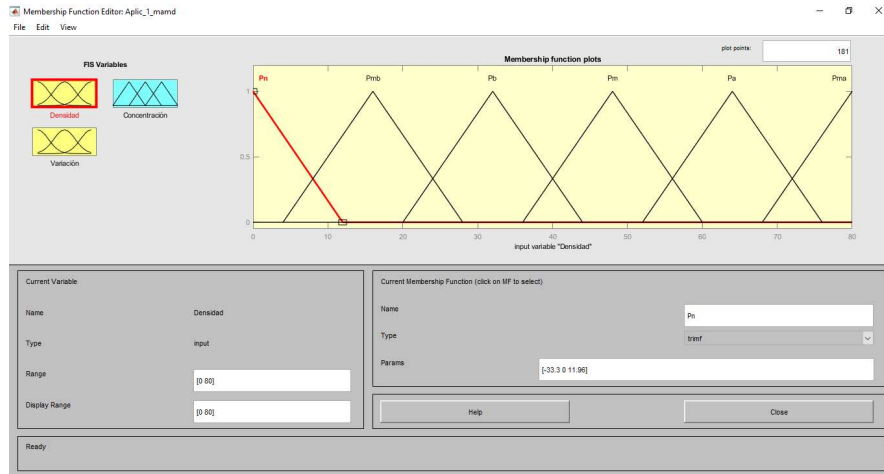 Membership Function Editor: Aplic_1_mamd
File Edit View
FIS Variables
Densidad
Concentración
Variación
plot points:
181
Membership function plots
Pn Pmb Pb Pm Pa Pma
1
0.5
0
0 10 20 30 40 50 60 70 80
input variable "Densidad"
Current Variable
Name Densidad
Type input
Range [0 80]
Display Range [0 80]
Current Membership Function (click on MF to select)
Name Pn
Type trimf
Params [-33.3 0 11.96]
Help Close
Ready